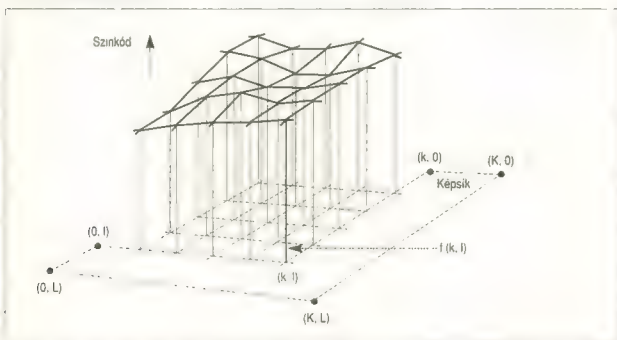 Színkód
(k, 0)
(K, 0)
Képsík
(0, l)
f (k, l)
(0, L)
(k, l)
(K, L)